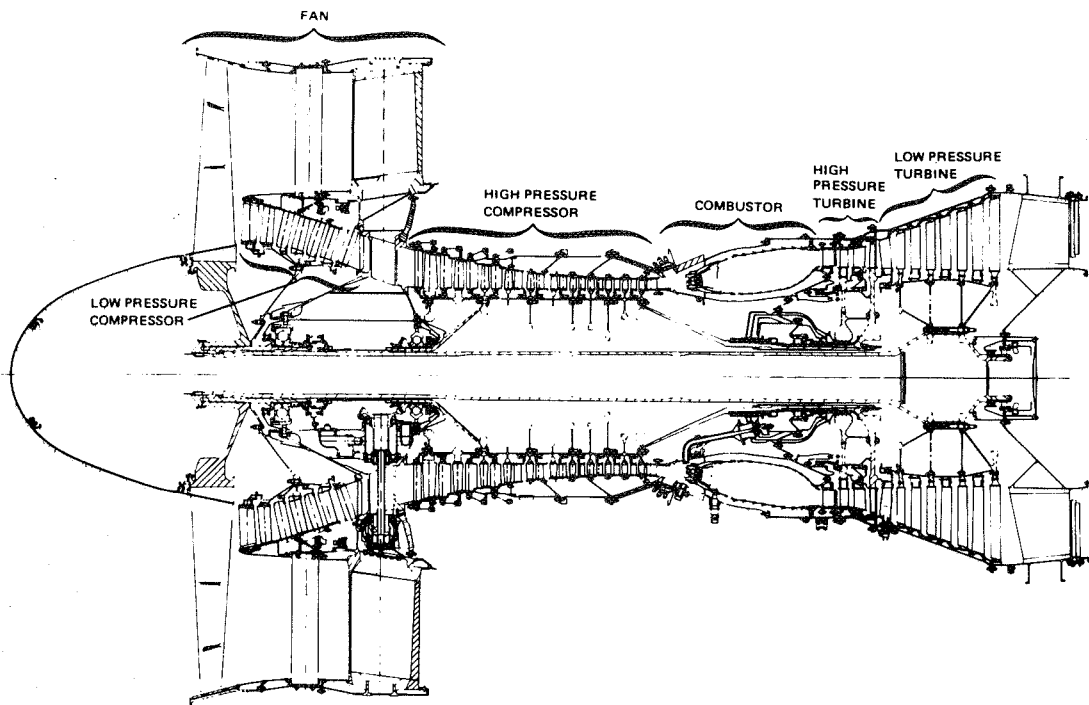 FAN
LOW PRESSURE
TURBINE
HIGH
PRESSURE
TURBINE
HIGH PRESSURE
COMPRESSOR
COMBUSTOR
LOW PRESSURE
COMPRESSOR